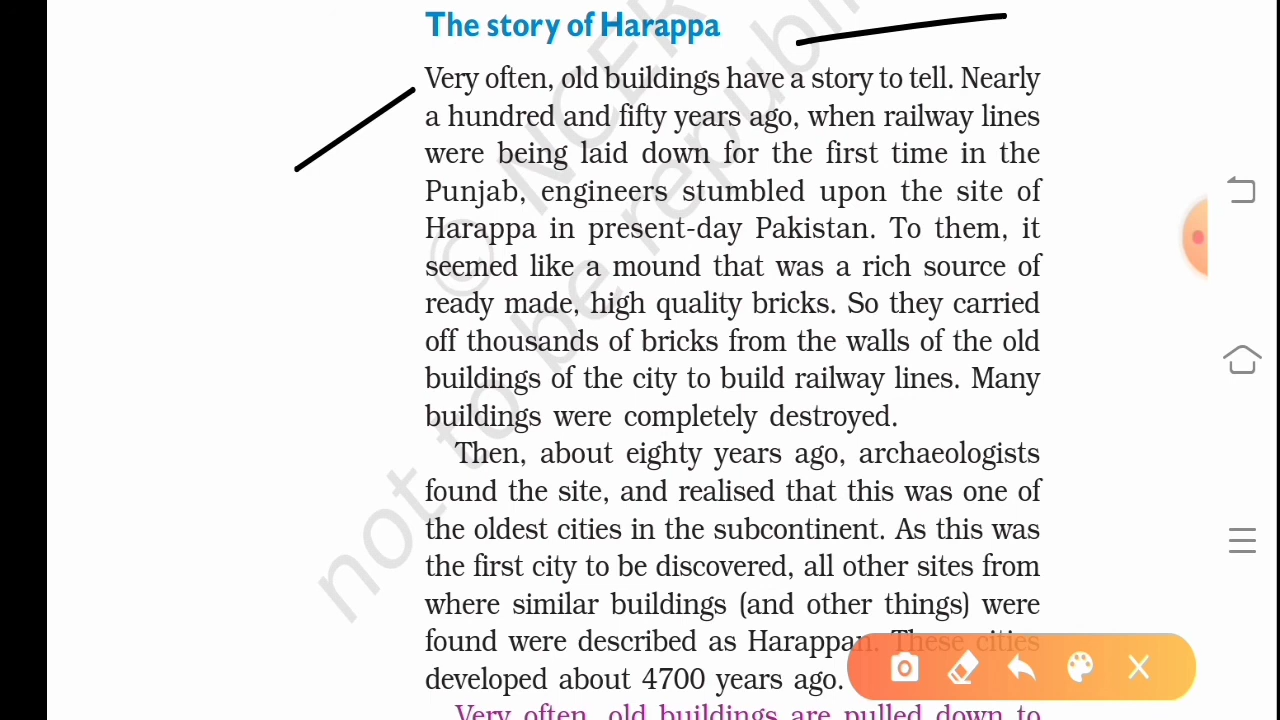 The story of Harappa
Very often, old buildings have a story to tell. Nearly
a hundred and fifty years ago, when railway lines
were being laid down for the first time in the
Punjab, engineers stumbled upon the site of
Harappa in present-day Pakistan. To them, it
seemed like a mound that was a rich source of
ready made, high quality bricks. So they carried
off thousands of bricks from the walls of the old
buildings of the city to build railway lines. Many
buildings were completely destroyed.
Then, about eighty years ago, archaeologists
found the site, and realised that this was one of
the oldest cities in the subcontinent. As this was
the first city to be discovered, all other sites from
where similar buildings (and other things) were
found were described as Harappan. These cities
developed about 4700 years ago.
Very often, old buildings are pulled down to
© NCER
not to be republi